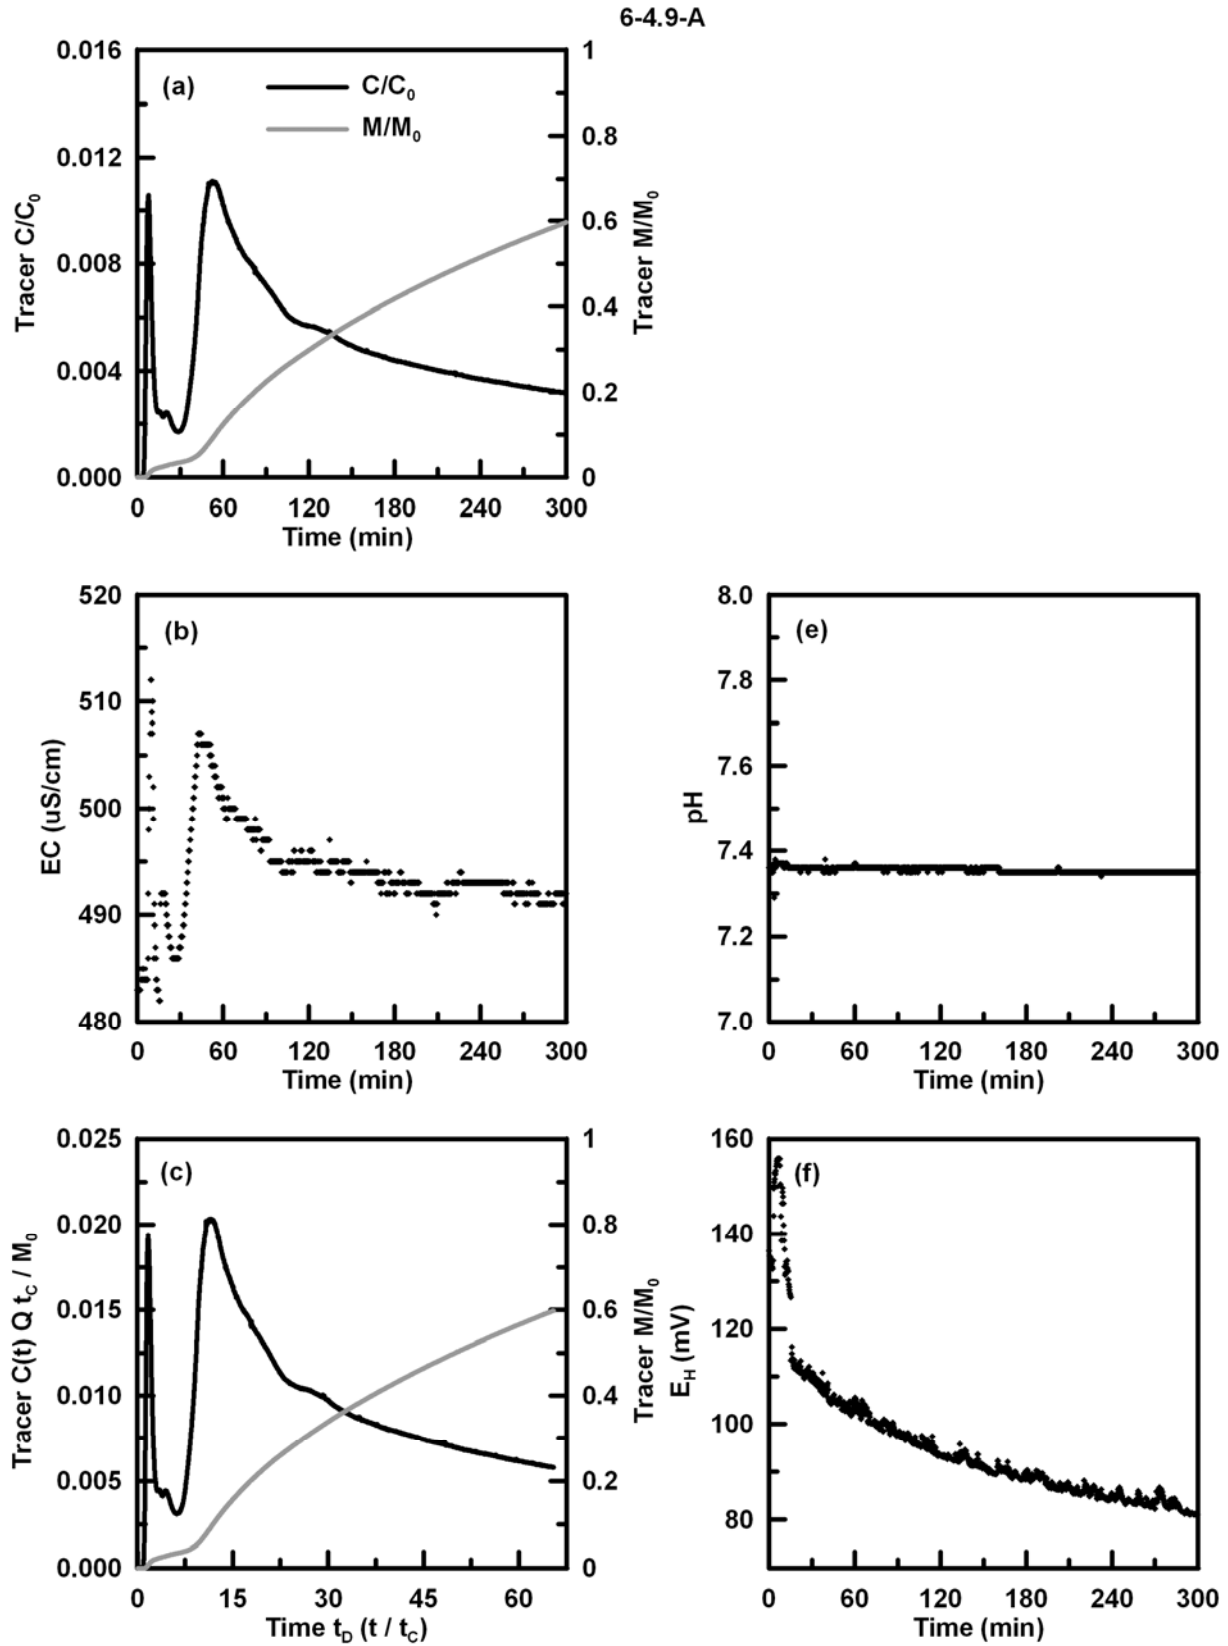 6-4.9-A
(a)
C/C0
M/M0
0.016
0.012
0.008
0.004
0.000
Tracer C/C0
1
0.8
0.6
0.4
0.2
0
Tracer M/M0
0 60 120 180 240 300
Time (min)
(b)
520
510
500
490
480
EC (uS/cm)
0 60 120 180 240 300
Time (min)
(e)
8.0
7.8
7.6
7.4
7.2
7.0
pH
0 60 120 180 240 300
Time (min)
(c)
0.025
0.020
0.015
0.010
0.005
0.000
Tracer C(t) Q tC / M0
1
0.8
0.6
0.4
0.2
0
Tracer M/M0
0 15 30 45 60
Time tD (t / tC)
(f)
160
140
120
100
80
EH (mV)
0 60 120 180 240 300
Time (min)